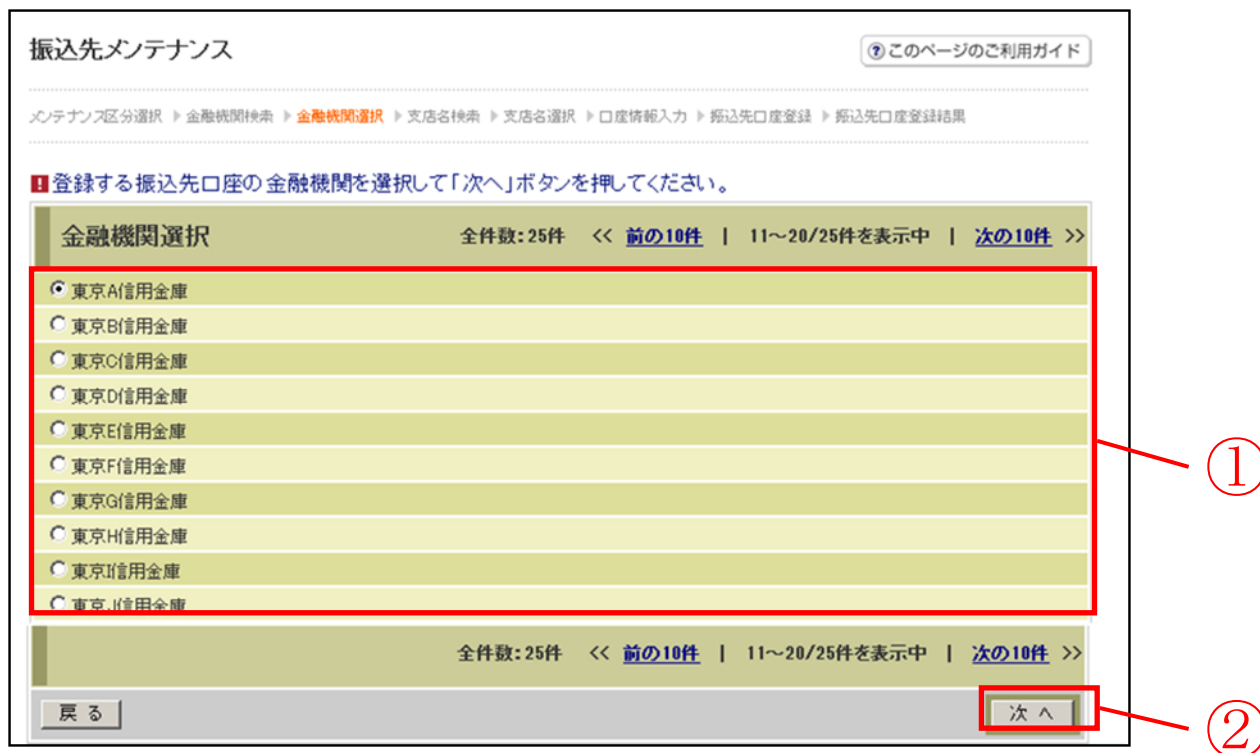 振込先メンテナンス
?このページのご利用ガイド
メンテナンス区分選択 ▶ 金融機関検索 ▶ 金融機関選択 ▶ 支店名検索 ▶ 支店名選択 ▶ 口座情報入力 ▶ 振込先口座登録 ▶ 振込先口座登録結果
!登録する振込先口座の金融機関を選択して「次へ」ボタンを押してください。
金融機関選択 全件数:25件 << 前の10件 | 11～20/25件を表示中 | 次の10件 >>
東京A信用金庫
東京B信用金庫
東京C信用金庫
東京D信用金庫
東京E信用金庫
東京F信用金庫
東京G信用金庫
東京H信用金庫
東京I信用金庫
東京J信用金庫
①
全件数:25件 << 前の10件 | 11～20/25件を表示中 | 次の10件 >>
戻る 次へ
②